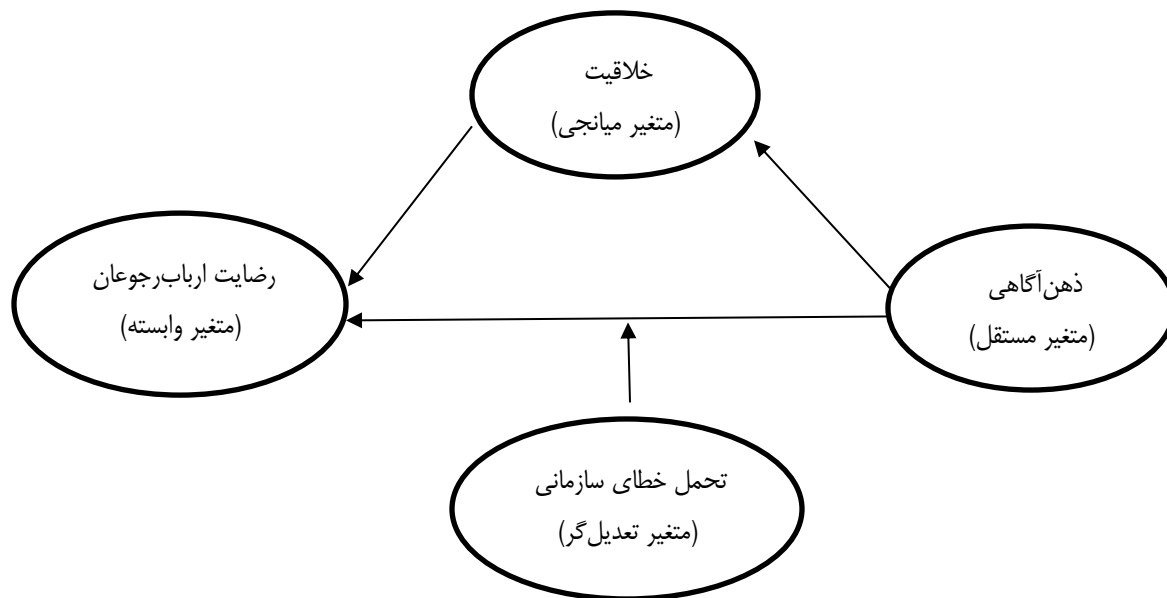 خلاقیت
(متغیر میانجی)
ذهن‌آگاهی
(متغیر مستقل)
رضایت ارباب‌رجوعان
(متغیر وابسته)
تحمل خطای سازمانی
(متغیر تعدیل‌گر)